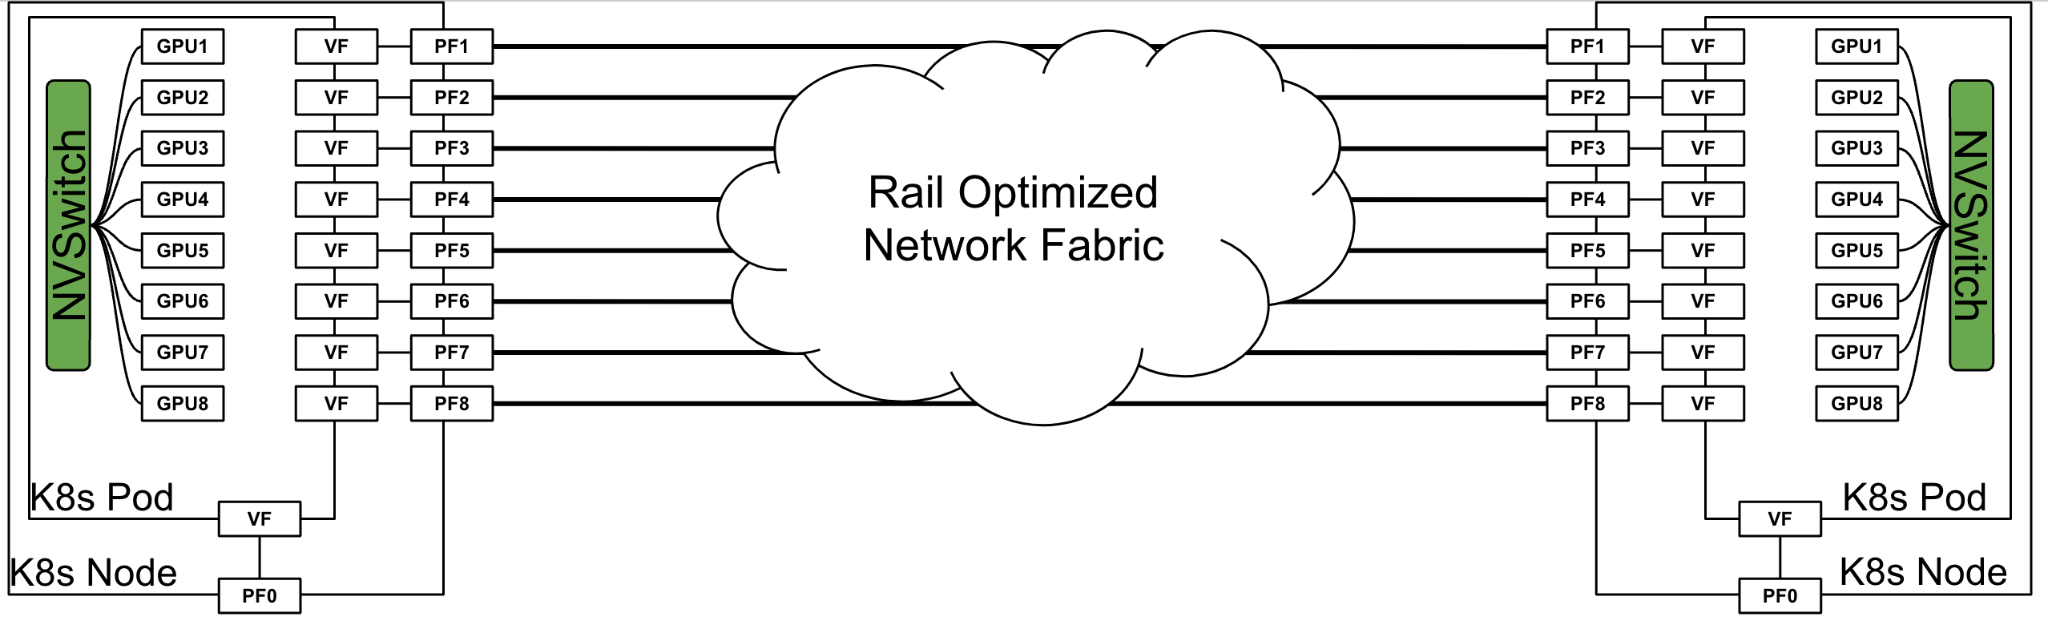 GPU1 VF PF1 PF1 VF GPU1
GPU2 VF PF2 PF2 VF GPU2
GPU3 VF PF3 PF3 VF GPU3
GPU4 VF PF4 PF4 VF GPU4
GPU5 VF PF5 PF5 VF GPU5
GPU6 VF PF6 PF6 VF GPU6
GPU7 VF PF7 PF7 VF GPU7
GPU8 VF PF8 PF8 VF GPU8
NVSwitch
Rail Optimized
Network Fabric
NVSwitch
K8s Pod
VF
K8s Node
PF0
K8s Pod
VF
K8s Node
PF0